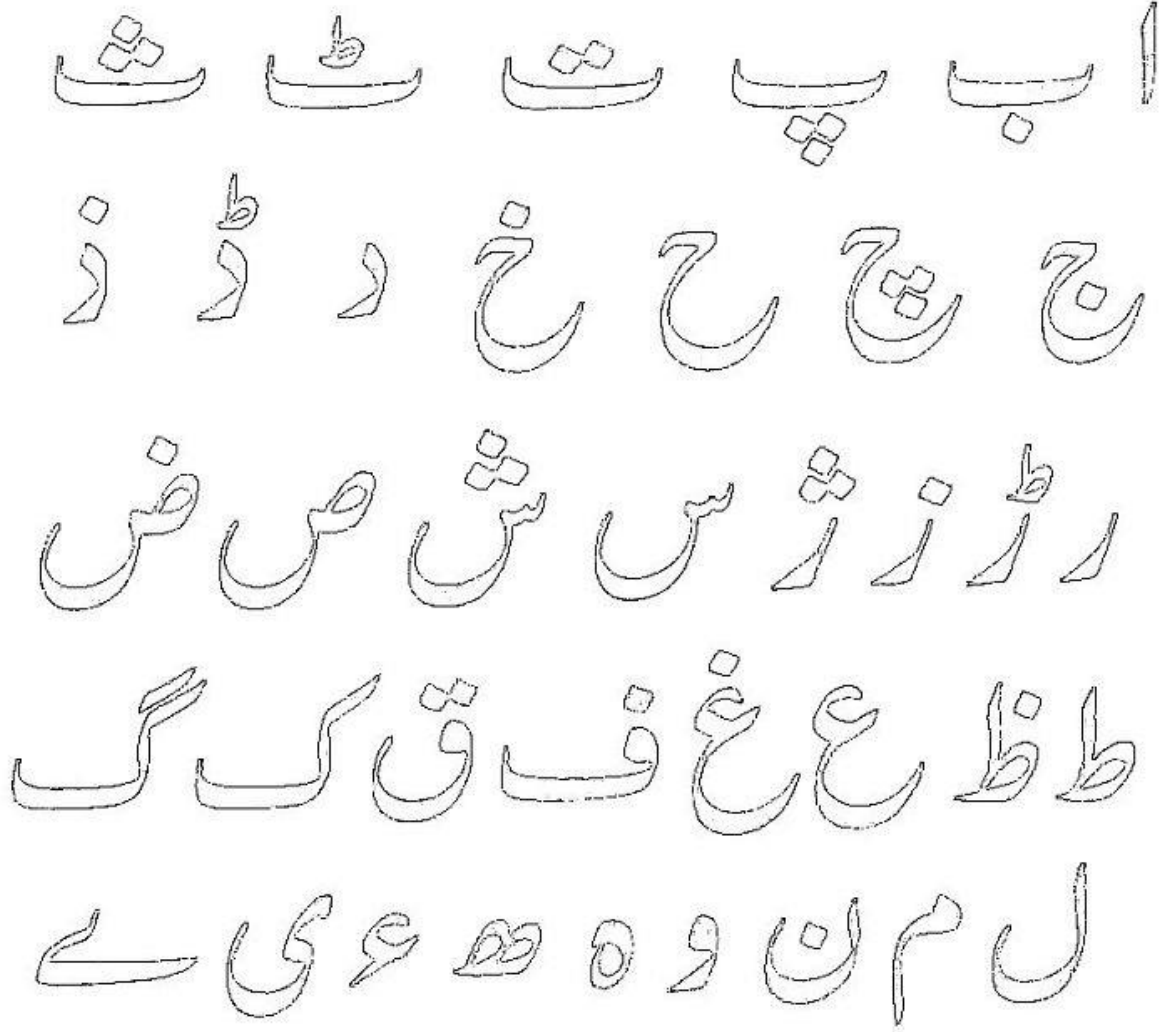 ا ب پ ت ٹ ث
ج چ ح خ د ڈ ذ
ر ڑ ز ژ س ش ص ض
ط ظ ع غ ف ق ک گ
ل م ن و ہ ھ ء ی ے